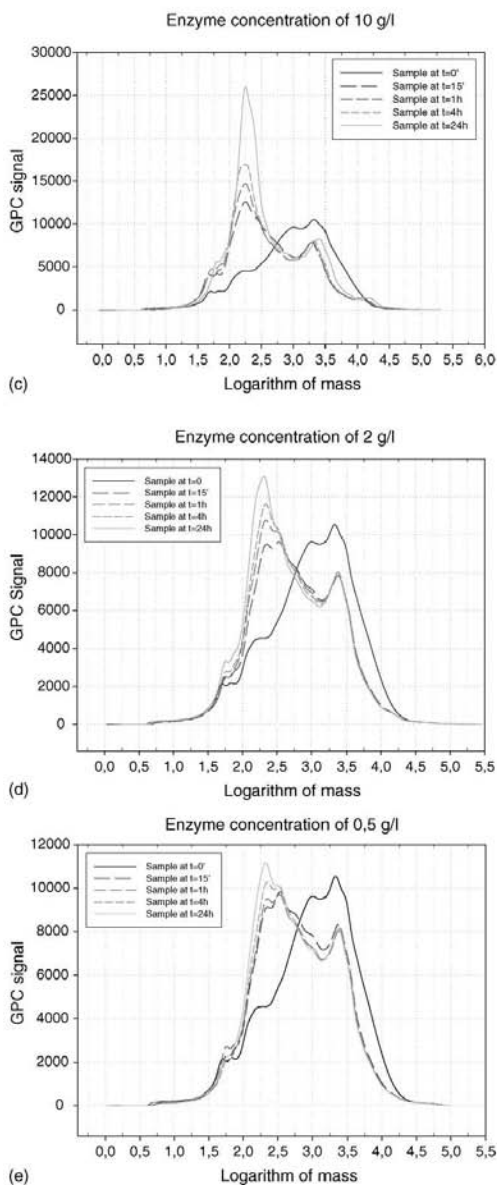 Enzyme concentration of 10 g/l
30000
25000
20000
15000
10000
5000
0
GPC signal
Sample at t=0'
Sample at t=15'
Sample at t=1h
Sample at t=4h
Sample at t=24h
0,0 0,5 1,0 1,5 2,0 2,5 3,0 3,5 4,0 4,5 5,0 5,5 6,0
(c)
Logarithm of mass
Enzyme concentration of 2 g/l
14000
12000
10000
8000
6000
4000
2000
0
GPC Signal
Sample at t=0
Sample at t=15'
Sample at t=1h
Sample at t=4h
Sample at t=24h
0,0 0,5 1,0 1,5 2,0 2,5 3,0 3,5 4,0 4,5 5,0 5,5
(d)
Logarithm of mass
Enzyme concentration of 0,5 g/l
12000
10000
8000
6000
4000
2000
0
GPC signal
Sample at t=0'
Sample at t=15'
Sample at t=1h
Sample at t=4h
Sample at t=24h
0,0 0,5 1,0 1,5 2,0 2,5 3,0 3,5 4,0 4,5 5,0 5,5
(e)
Logarithm of mass